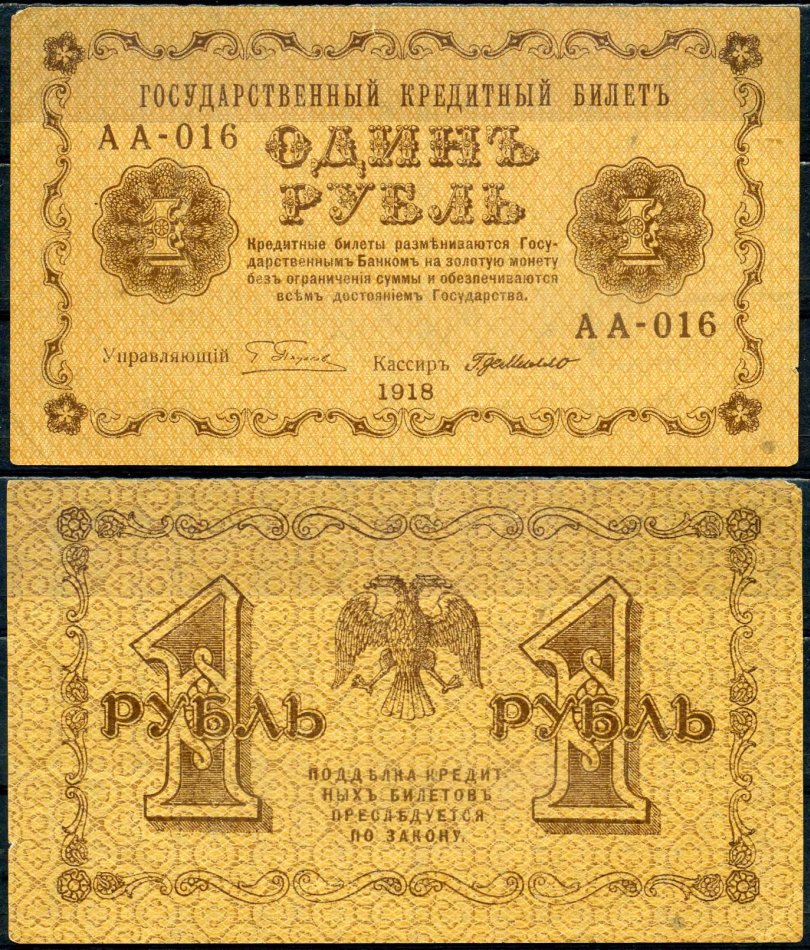 ГОСУДАРСТВЕННЫЙ КРЕДИТНЫЙ БИЛЕТЪ
АА-016
ОДИНЪ
РУБЛЬ
1
1
Кредитные билеты размѣниваются Госу-
дарственнымъ Банкомъ на золотую монету
безъ ограниченія суммы и обезпечиваются
всѣмъ достояніемъ Государства.
АА-016
Управляющій
Кассиръ
1918
1
РУБЛЬ
1
РУБЛЬ
ПОДДѢЛКА КРЕДИТ-
НЫХЪ БИЛЕТОВЪ
ПРЕСЛѢДУЕТСЯ
ПО ЗАКОНУ.